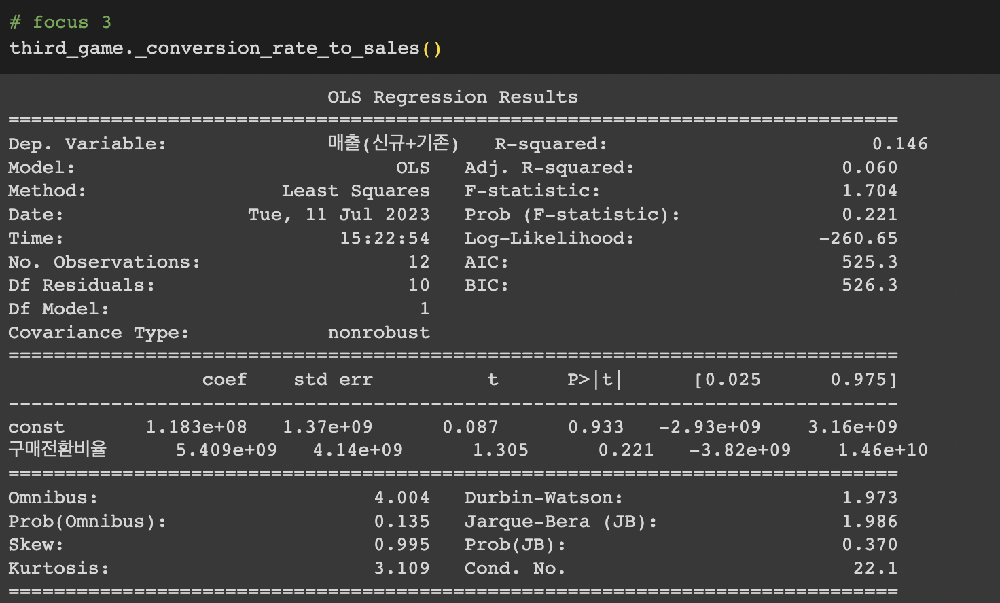 # focus 3
third_game._conversion_rate_to_sales()
OLS Regression Results
==============================================================================
Dep. Variable: 매출(신규+기존) R-squared: 0.146
Model: OLS Adj. R-squared: 0.060
Method: Least Squares F-statistic: 1.704
Date: Tue, 11 Jul 2023 Prob (F-statistic): 0.221
Time: 15:22:54 Log-Likelihood: -260.65
No. Observations: 12 AIC: 525.3
Df Residuals: 10 BIC: 526.3
Df Model: 1
Covariance Type: nonrobust
==============================================================================
coef std err t P>|t| [0.025 0.975]
------------------------------------------------------------------------------
const 1.183e+08 1.37e+09 0.087 0.933 -2.93e+09 3.16e+09
구매전환비율 5.409e+09 4.14e+09 1.305 0.221 -3.82e+09 1.46e+10
==============================================================================
Omnibus: 4.004 Durbin-Watson: 1.973
Prob(Omnibus): 0.135 Jarque-Bera (JB): 1.986
Skew: 0.995 Prob(JB): 0.370
Kurtosis: 3.109 Cond. No. 22.1
==============================================================================